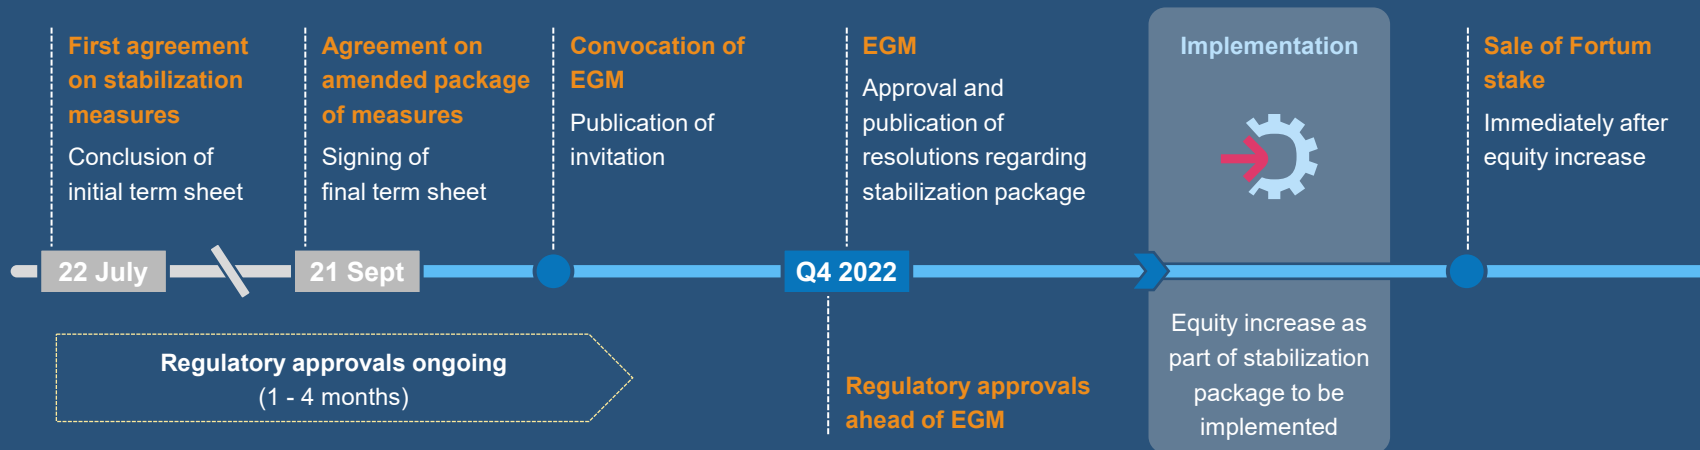 First agreement
on stabilization
measures
Conclusion of
initial term sheet
Agreement on
amended package
of measures
Signing of
final term sheet
Convocation of
EGM
Publication of
invitation
EGM
Approval and
publication of
resolutions regarding
stabilization package
Implementation
Sale of Fortum
stake
Immediately after
equity increase
22 July
21 Sept
Q4 2022
Regulatory approvals ongoing
(1 - 4 months)
Regulatory approvals
ahead of EGM
Equity increase as
part of stabilization
package to be
implemented